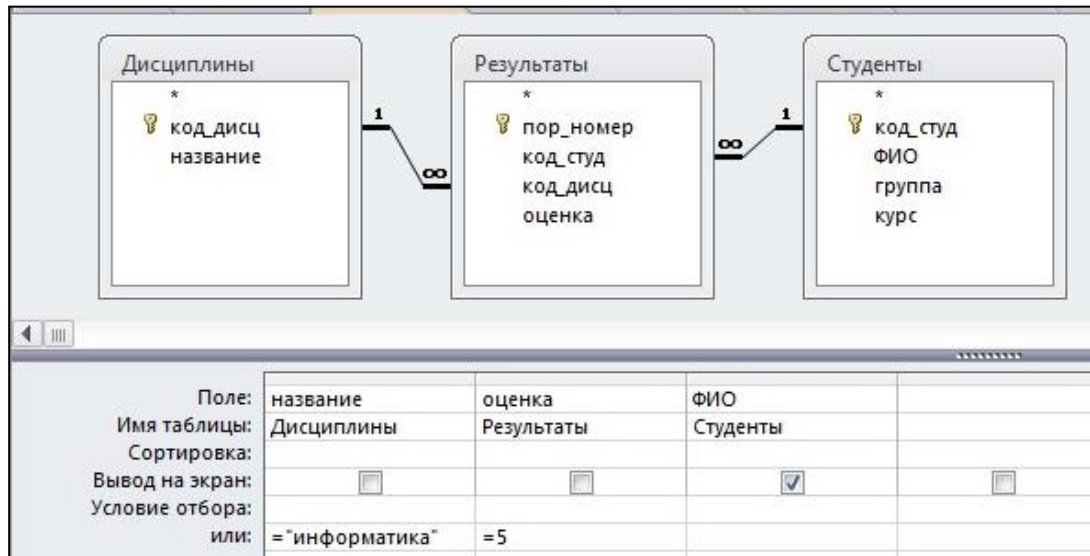 Дисциплины
*
код_дисц
название
1
∞
Результаты
*
пор_номер
код_студ
код_дисц
оценка
∞
1
Студенты
*
код_студ
ФИО
группа
курс
Поле: название оценка ФИО
Имя таблицы: Дисциплины Результаты Студенты
Сортировка:
Вывод на экран:
Условие отбора:
или: ="информатика" =5